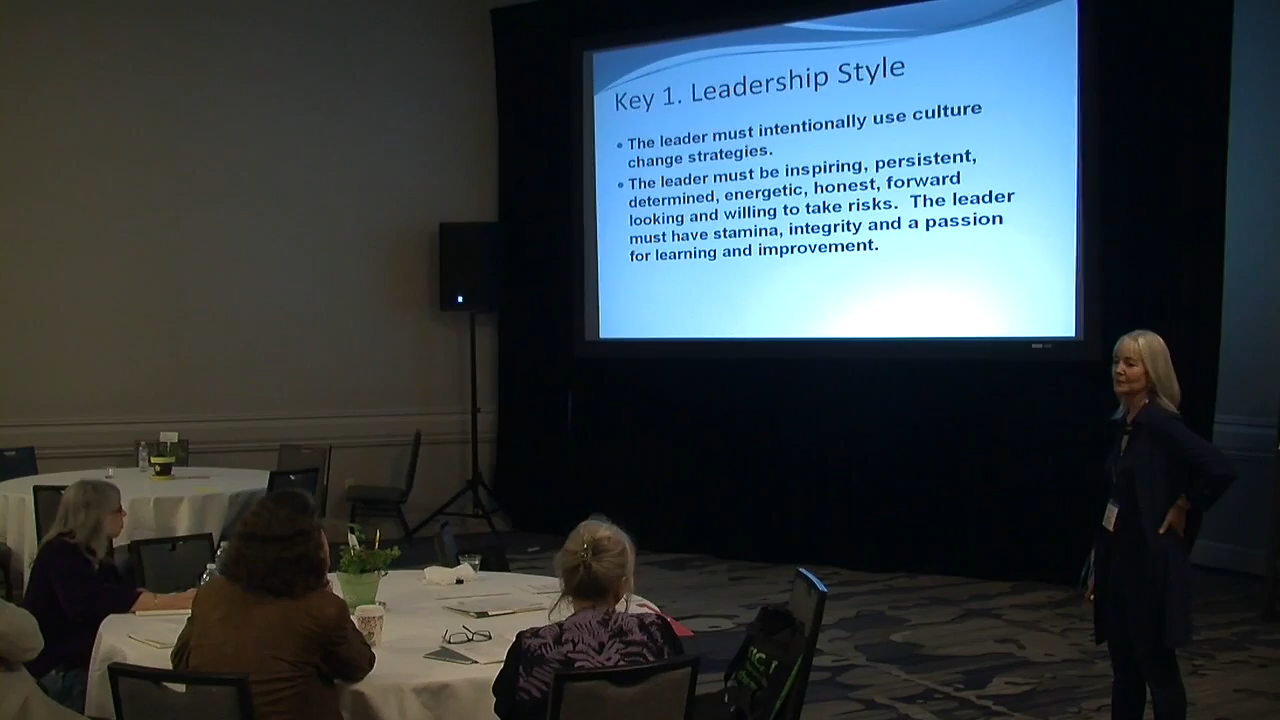 Key 1. Leadership Style
• The leader must intentionally use culture
change strategies.
• The leader must be inspiring, persistent,
determined, energetic, honest, forward
looking and willing to take risks.  The leader
must have stamina, integrity and a passion
for learning and improvement.